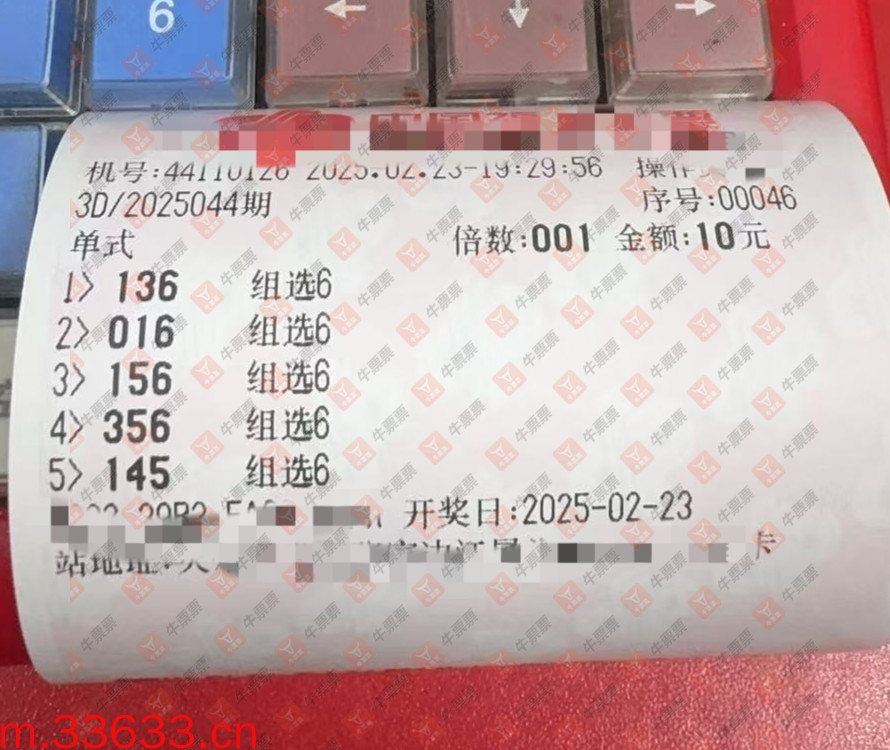 6
← ↓ →
机号:44110126 2025.02.23-19:29:56
3D/2025044期 序号:00046
单式 倍数:001 金额:10元
1> 136 组选6
2> 016 组选6
3> 156 组选6
4> 356 组选6
5> 145 组选6
开奖日:2025-02-23
站地址:
牛票票
m.33633.cn